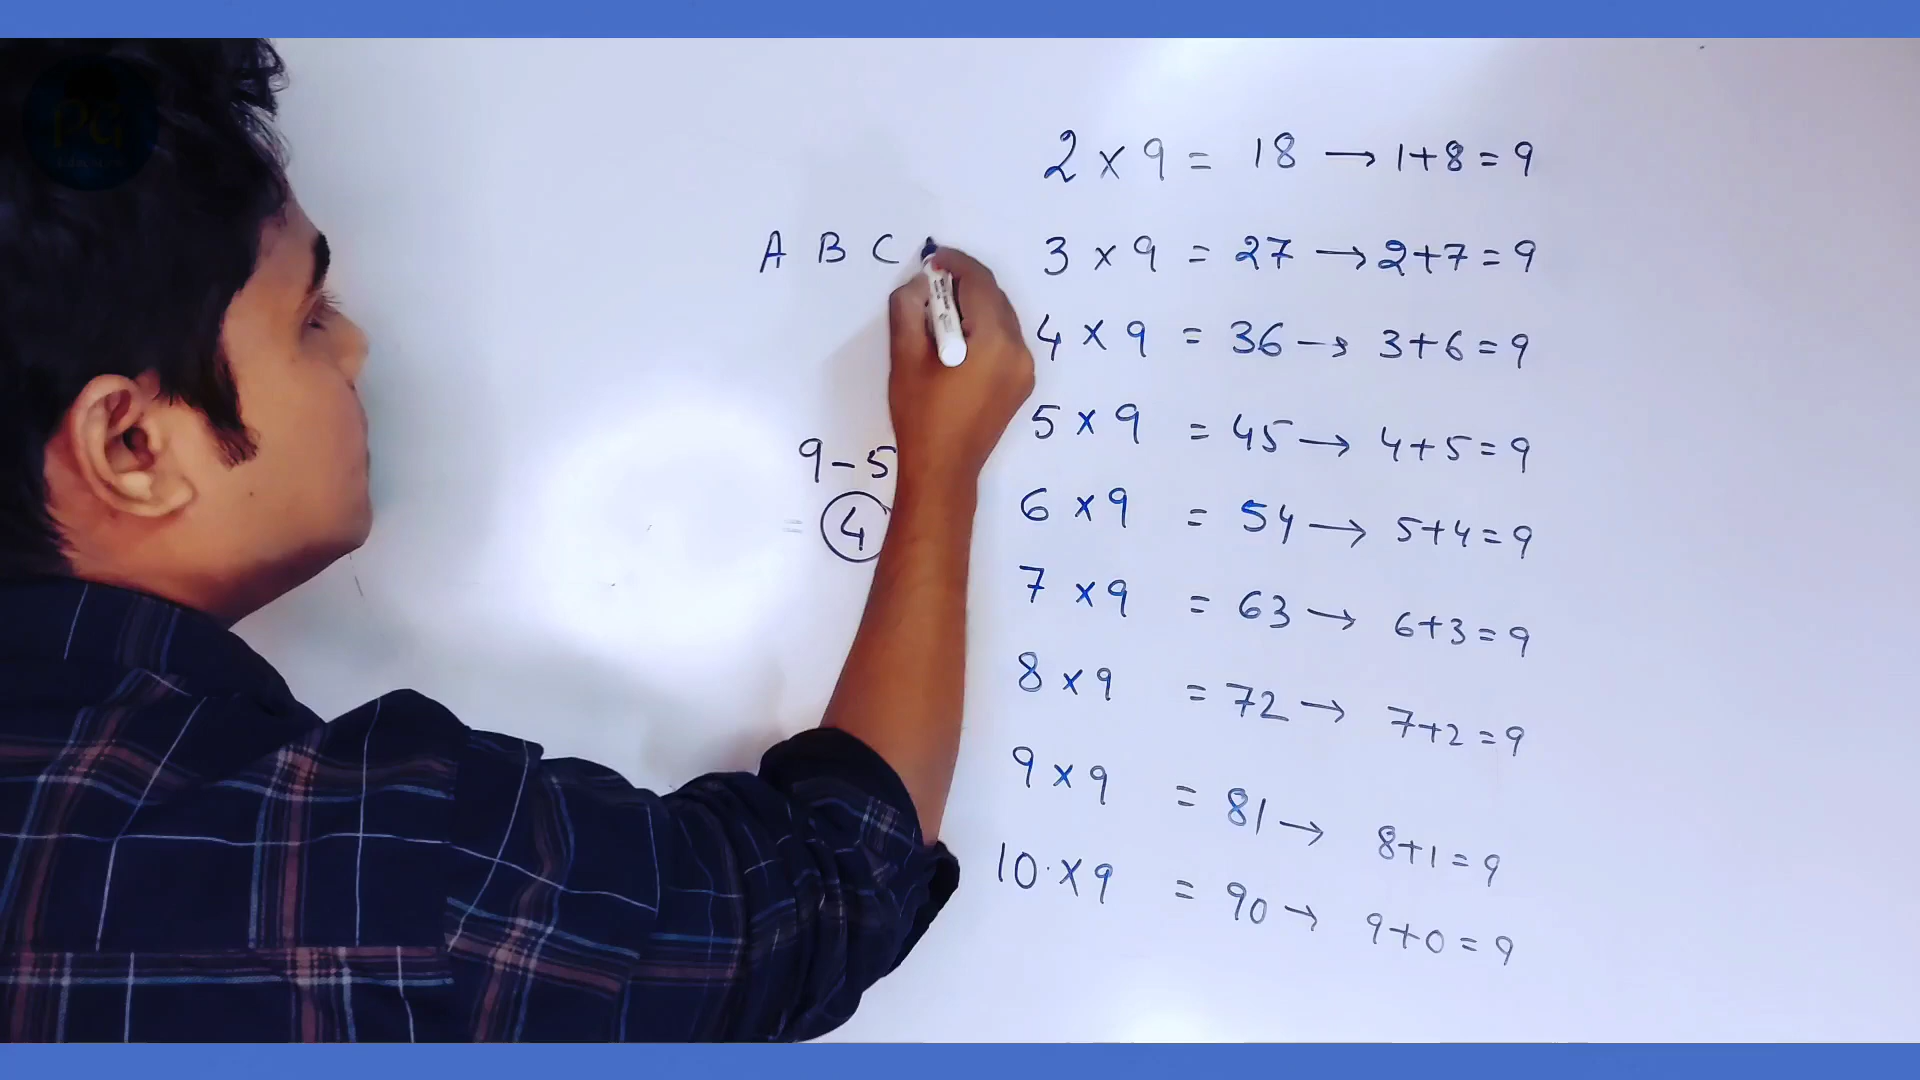 PG
A B C
9-5
= 4
2 × 9 = 18 → 1+8=9
3 × 9 = 27 → 2+7=9
4 × 9 = 36 → 3+6=9
5 × 9 = 45 → 4+5=9
6 × 9 = 54 → 5+4=9
7 × 9 = 63 → 6+3=9
8 × 9 = 72 → 7+2=9
9 × 9 = 81 → 8+1=9
10 × 9 = 90 → 9+0=9